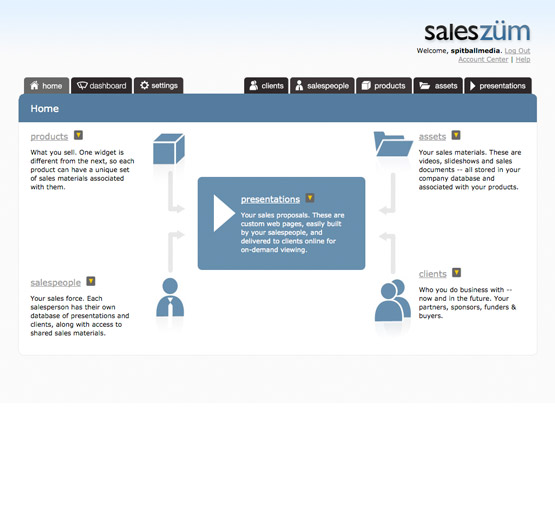 saleszüm
Welcome, spitballmedia. Log Out
Account Center | Help
home dashboard settings clients salespeople products assets presentations
Home
products
What you sell. One widget is
different from the next, so each
product can have a unique set
of sales materials associated
with them.
assets
Your sales materials. These are
videos, slideshows and sales
documents -- all stored in your
company database and
associated with your products.
presentations
Your sales proposals. These are
custom web pages, easily built
by your salespeople, and
delivered to clients online for
on-demand viewing.
salespeople
Your sales force. Each
salesperson has their own
database of presentations and
clients, along with access to
shared sales materials.
clients
Who you do business with --
now and in the future. Your
partners, sponsors, funders &
buyers.